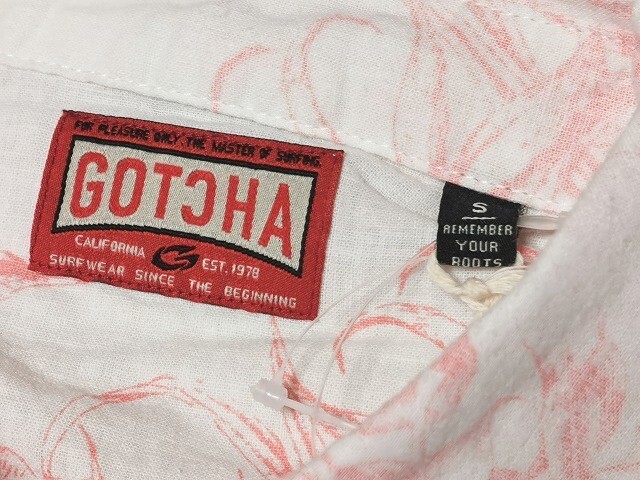 FOR PLEASURE ONLY, THE MASTER OF SURFING.
GOTCHA
CALIFORNIA EST. 1978
SURFWEAR SINCE THE BEGINNING
S
REMEMBER
YOUR
ROOTS